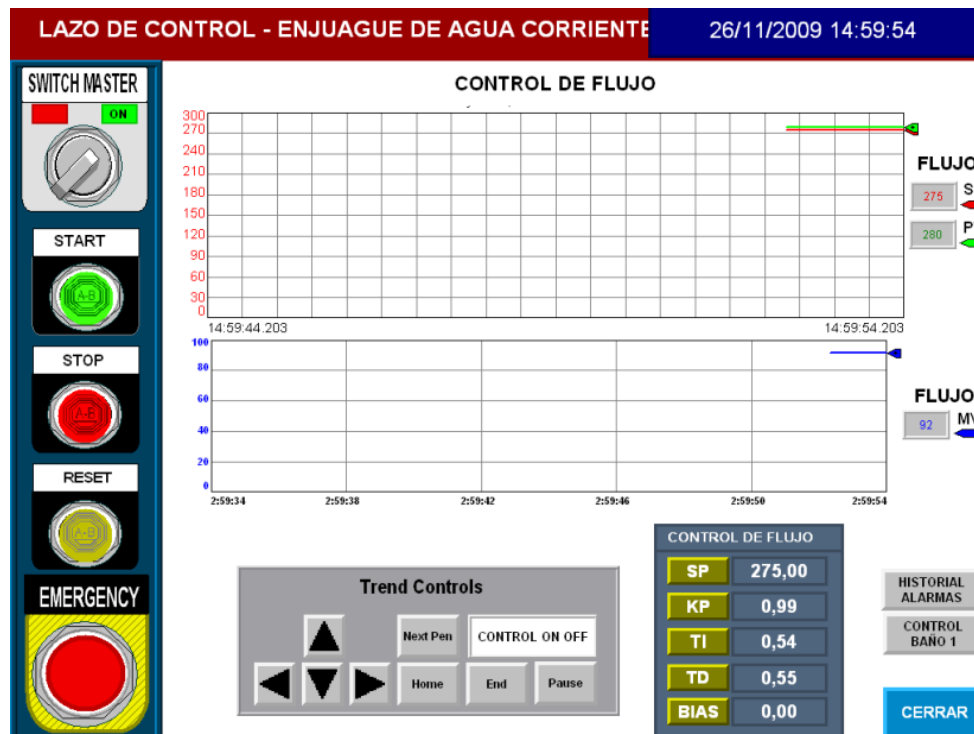 LAZO DE CONTROL - ENJUAGUE DE AGUA CORRIENTE
26/11/2009 14:59:54
SWITCH MASTER
ON
START
A-B
STOP
A-B
RESET
A-B
EMERGENCY
CONTROL DE FLUJO
300
270
240
210
180
150
120
90
60
30
0
14:59:44.203
14:59:54.203
FLUJO
275
280
100
80
60
40
20
0
2:59:34
2:59:38
2:59:42
2:59:46
2:59:50
2:59:54
FLUJO
92
MV
Trend Controls
Next Pen
CONTROL ON OFF
Home
End
Pause
CONTROL DE FLUJO
SP 275,00
KP 0,99
TI 0,54
TD 0,55
BIAS 0,00
HISTORIAL
ALARMAS
CONTROL
BAÑO 1
CERRAR